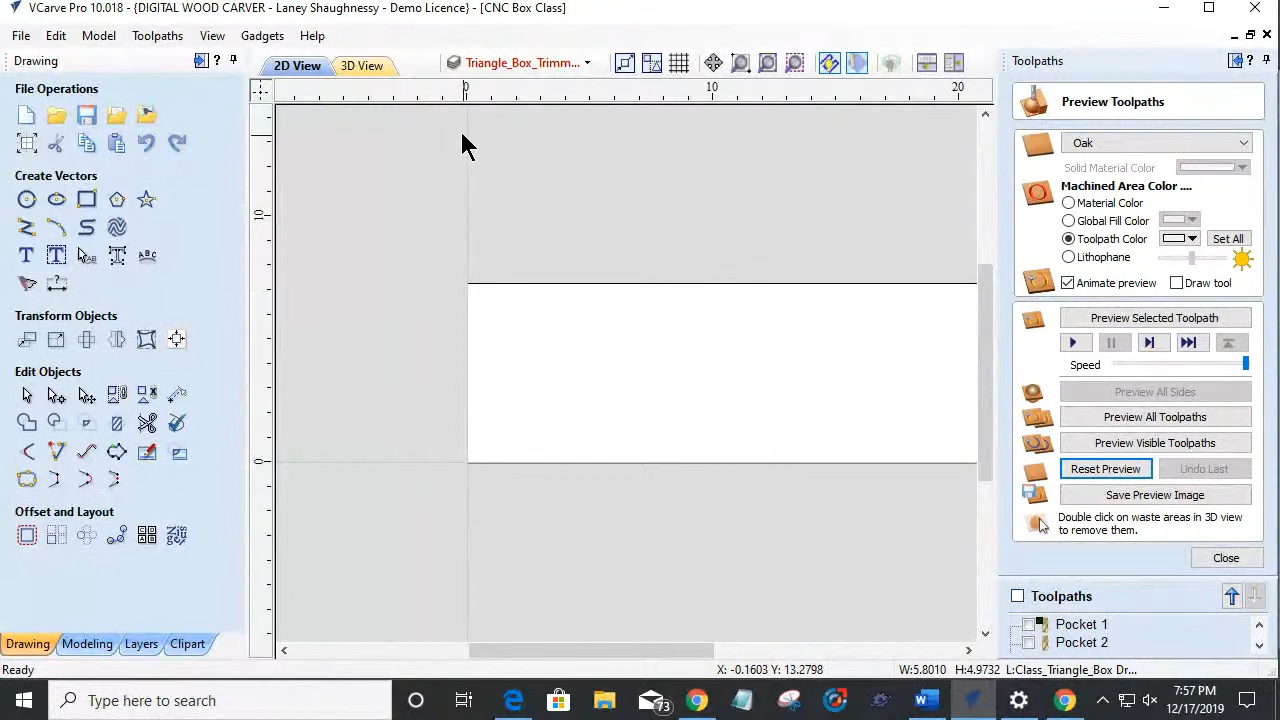 VCarve Pro 10.018 - {DIGITAL WOOD CARVER - Laney Shaughnessy - Demo Licence} - [CNC Box Class]
File Edit Model Toolpaths View Gadgets Help
Drawing
File Operations
Create Vectors
Transform Objects
Edit Objects
Offset and Layout
Drawing Modeling Layers Clipart
2D View 3D View
Triangle_Box_Trimm...
0 10 20
10
0
Toolpaths
Preview Toolpaths
Oak
Solid Material Color
Machined Area Color ....
Material Color
Global Fill Color
Toolpath Color Set All
Lithophane
Animate preview Draw tool
Preview Selected Toolpath
Speed
Preview All Sides
Preview All Toolpaths
Preview Visible Toolpaths
Reset Preview Undo Last
Save Preview Image
Double click on waste areas in 3D view
to remove them.
Close
Toolpaths
Pocket 1
Pocket 2
Ready X: -0.1603 Y: 13.2798 W:5.8010 H:4.9732 L:Class_Triangle_Box Dr...
Type here to search
73
7:57 PM
12/17/2019